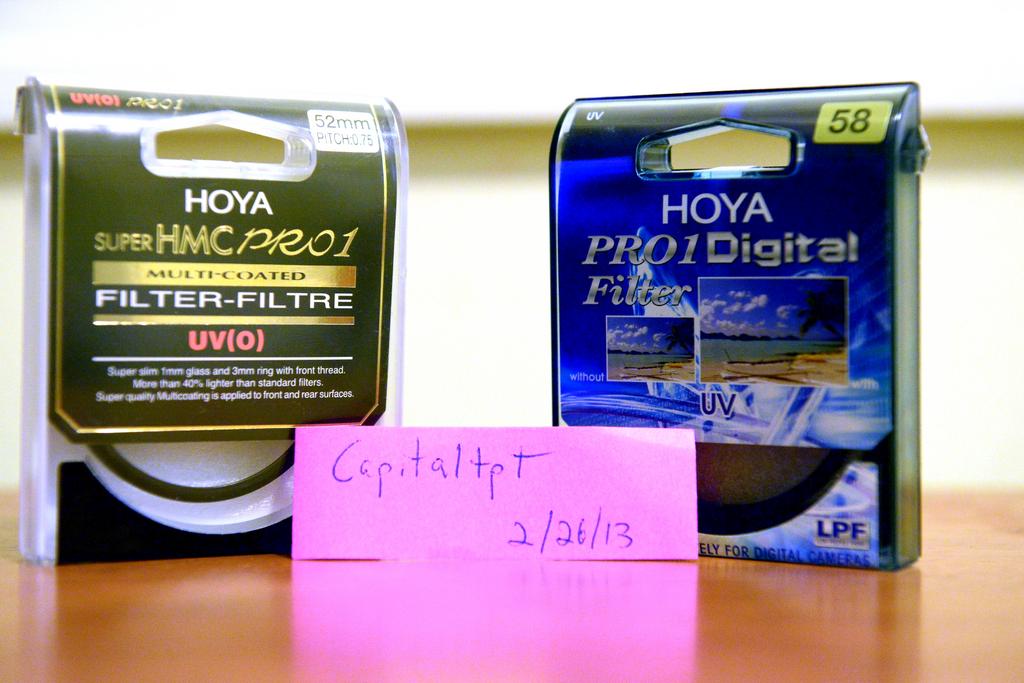 UV(O) PRO1
52mm
PITCH:0.75
HOYA
SUPER HMC PRO1
MULTI-COATED
FILTER-FILTRE
UV(O)
Super slim 1mm glass and 3mm ring with front thread.
More than 40% lighter than standard filters.
Super quality Multicoating is applied to front and rear surfaces.
UV
58
HOYA
PRO1 Digital
Filter
without
with
UV
LPF
ELY FOR DIGITAL CAMERAS
Capitaltpt
2/26/13